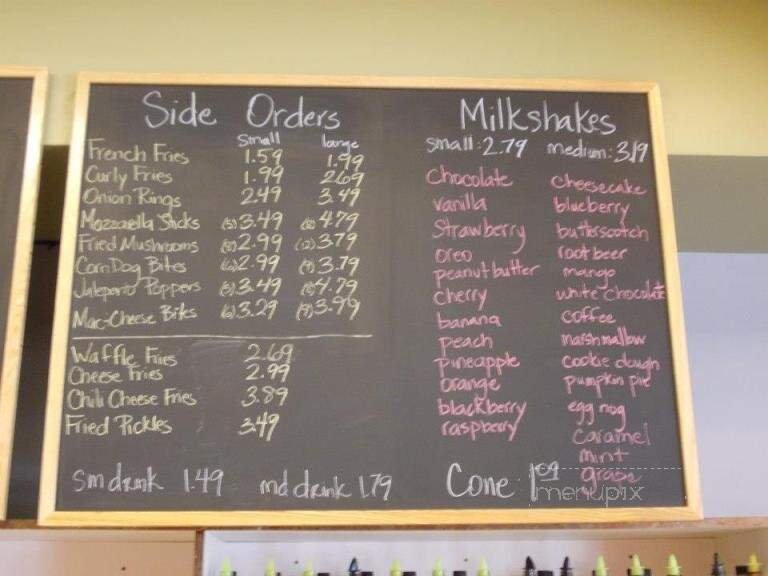 Side Orders
small large
French Fries 1.59 1.99
Curly Fries 1.99 2.69
Onion Rings 2.49 3.49
Mozzarella Sticks (5) 3.49 4.79
Fried Mushrooms 2.99 (12) 3.79
Corn Dog Bites (6) 2.99 (9) 3.79
Jalepeno Poppers (5) 3.49 4.79
Mac-Cheese Bites (6) 3.29 (9) 3.99
Waffle Fries 2.69
Cheese Fries 2.99
Chili Cheese Fries 3.89
Fried Pickles 3.49
sm drink 1.49 md drink 1.79
Milkshakes
small: 2.79 medium: 3.19
Chocolate
vanilla
Strawberry
oreo
peanut butter
cherry
banana
peach
pineapple
orange
blackberry
raspberry
cheesecake
blueberry
butterscotch
root beer
mango
white chocolate
coffee
marshmallow
cookie dough
pumpkin pie
egg nog
caramel
mint
grape
Cone 1.09
menupix